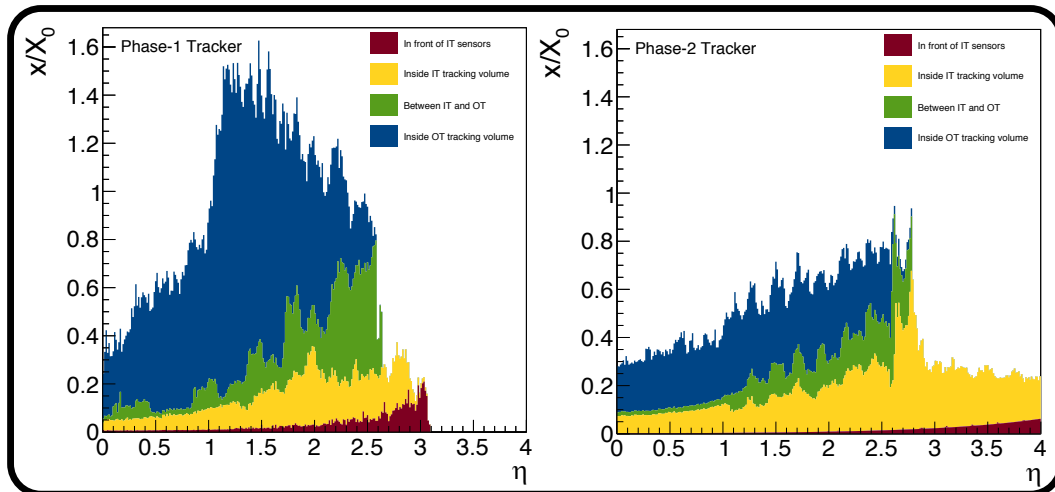 Phase-1 Tracker
In front of IT sensors
Inside IT tracking volume
Between IT and OT
Inside OT tracking volume
x/X0
1.6
1.4
1.2
1
0.8
0.6
0.4
0.2
0
0 0.5 1 1.5 2 2.5 3 3.5 4
η
Phase-2 Tracker
In front of IT sensors
Inside IT tracking volume
Between IT and OT
Inside OT tracking volume
x/X0
1.6
1.4
1.2
1
0.8
0.6
0.4
0.2
0
0 0.5 1 1.5 2 2.5 3 3.5 4
η